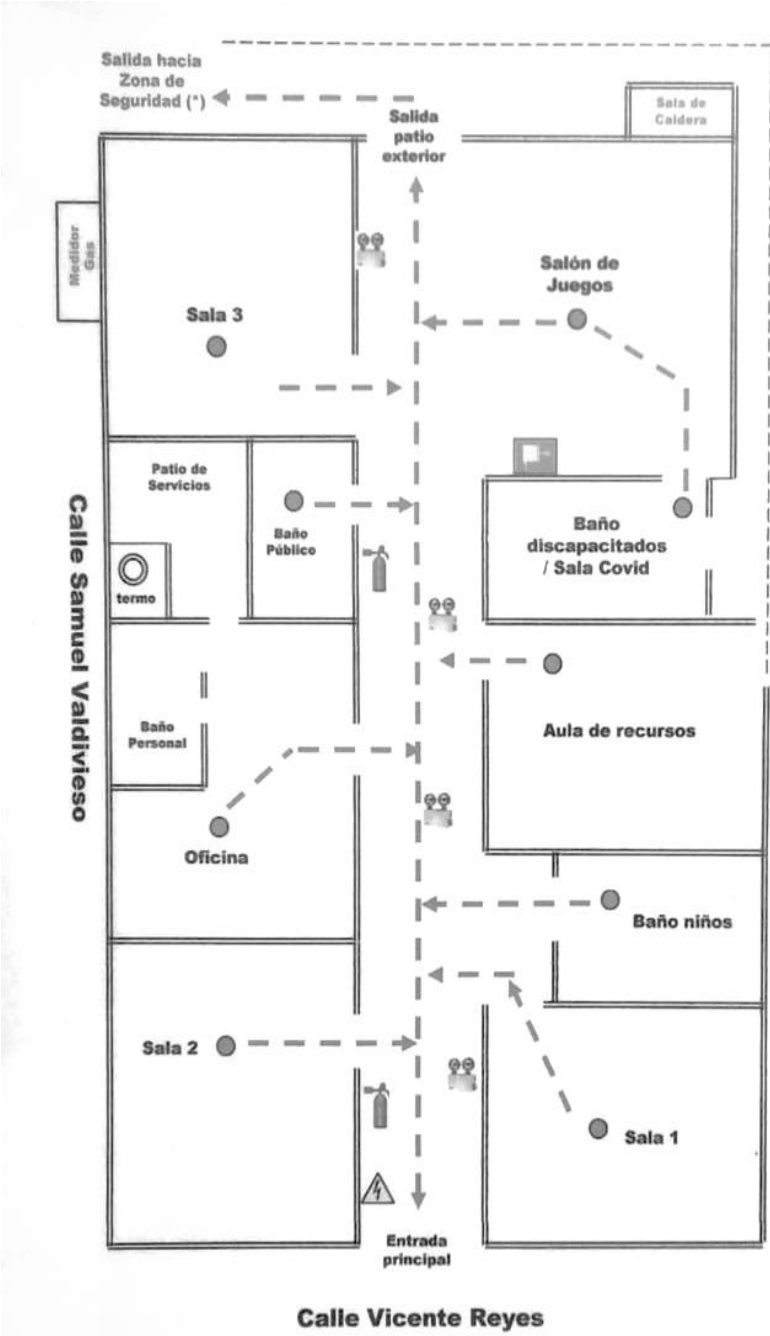 Salida hacia
Zona de
Seguridad (*)
Salida
patio
exterior
Sala de
Caldera
Medidor
Gas
Salón de
Juegos
Sala 3
Patio de
Servicios
Baño
Público
Baño
discapacitados
/ Sala Covid
termo
Calle Samuel Valdivieso
Baño
Personal
Aula de recursos
Oficina
Baño niños
Sala 2
Sala 1
Entrada
principal
Calle Vicente Reyes